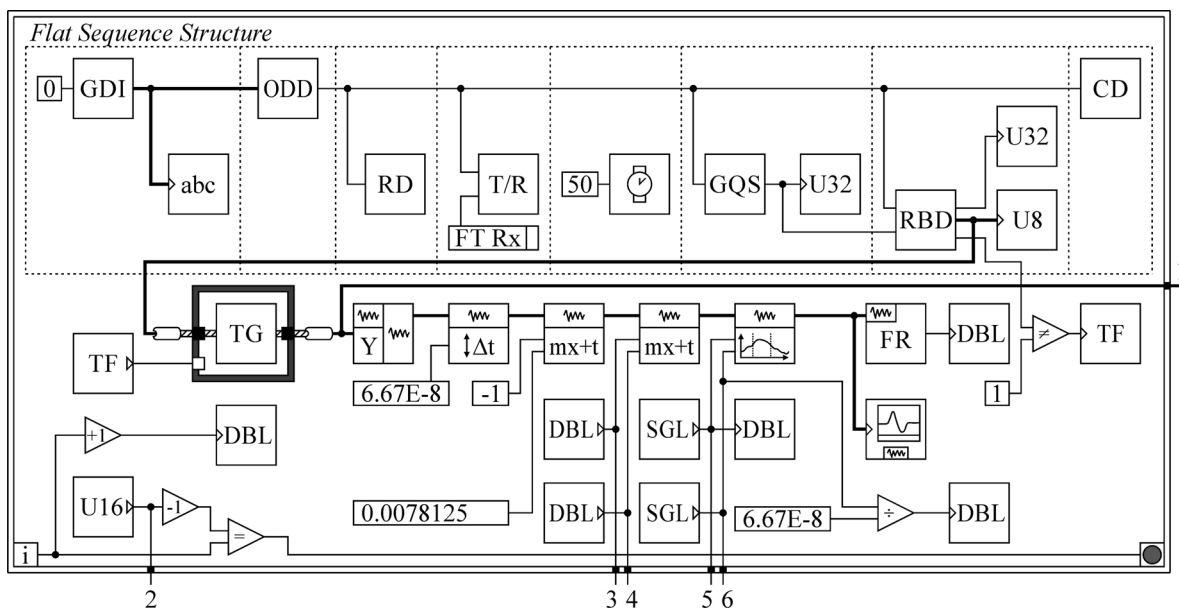 Flat Sequence Structure
0 GDI ODD CD
U32
abc RD T/R 50 GQS U32
RBD U8
FT Rx
TF TG Y Δt mx+t mx+t FR DBL ≠ TF
6.67E-8 -1 1
+1 DBL DBL SGL DBL
U16 -1 0.0078125 DBL SGL 6.67E-8 ÷ DBL
=
i
2 3 4 5 6